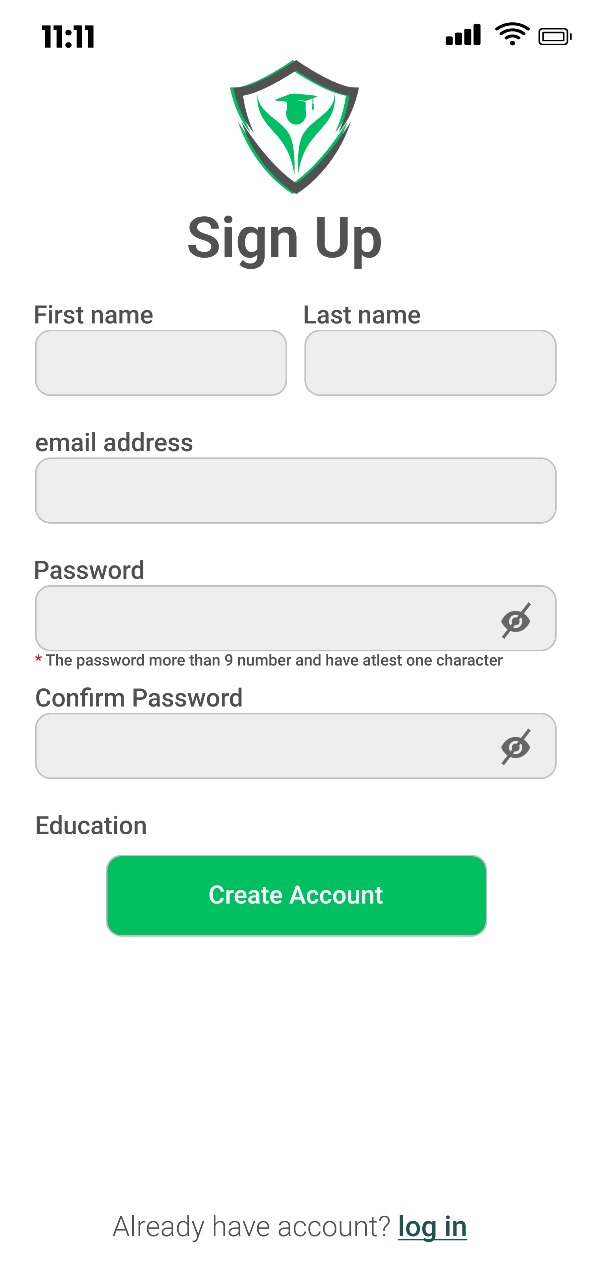 11:11
Sign Up
First name Last name
email address
Password
* The password more than 9 number and have atlest one character
Confirm Password
Education
Create Account
Already have account? log in